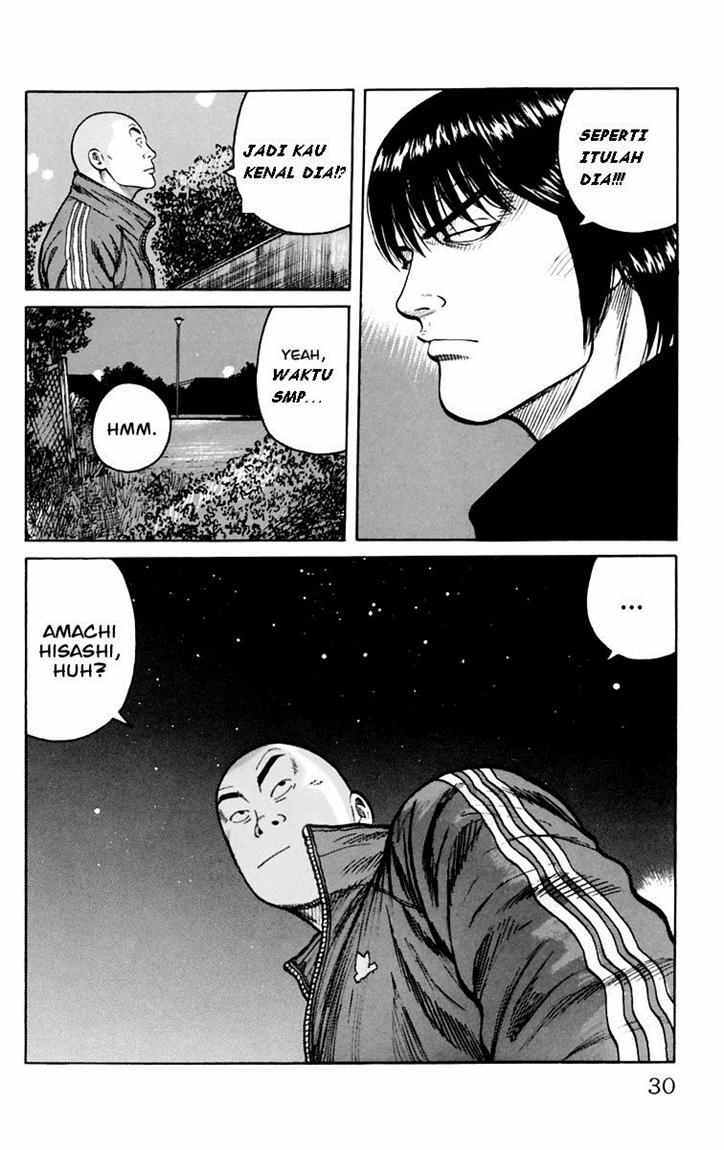 SEPERTI
ITULAH
DIA!!!
JADI KAU
KENAL DIA!?
YEAH,
WAKTU
SMP...
HMM.
...
AMACHI
HISASHI,
HUH?
30